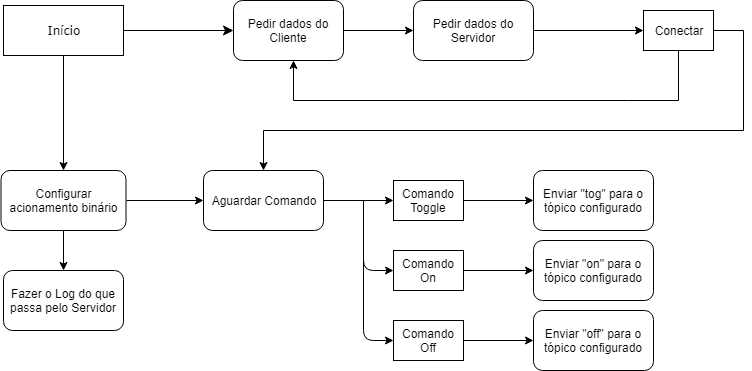 Início
Pedir dados do
Cliente
Pedir dados do
Servidor
Conectar
Configurar
acionamento binário
Aguardar Comando
Comando
Toggle
Enviar "tog" para o
tópico configurado
Comando
On
Enviar "on" para o
tópico configurado
Fazer o Log do que
passa pelo Servidor
Comando
Off
Enviar "off" para o
tópico configurado